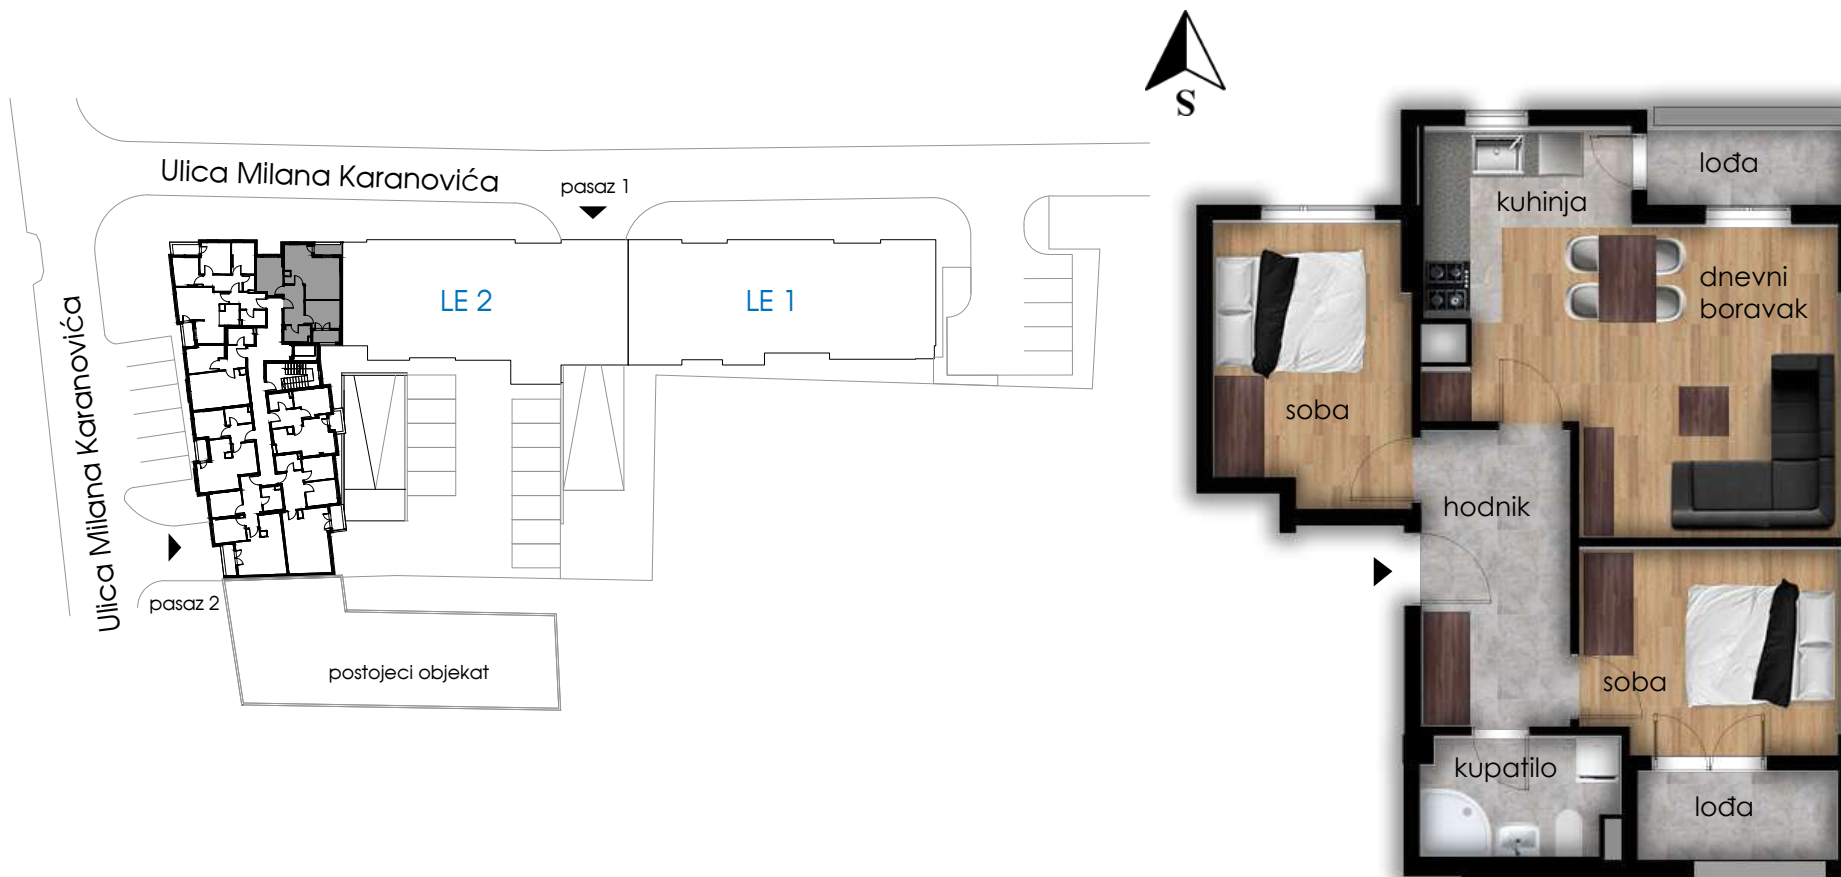 S
Ulica Milana Karanovića
pasaz 1
LE 2
LE 1
Ulica Milana Karanovića
pasaz 2
postojeci objekat
lođa
kuhinja
dnevni
boravak
soba
hodnik
soba
kupatilo
lođa